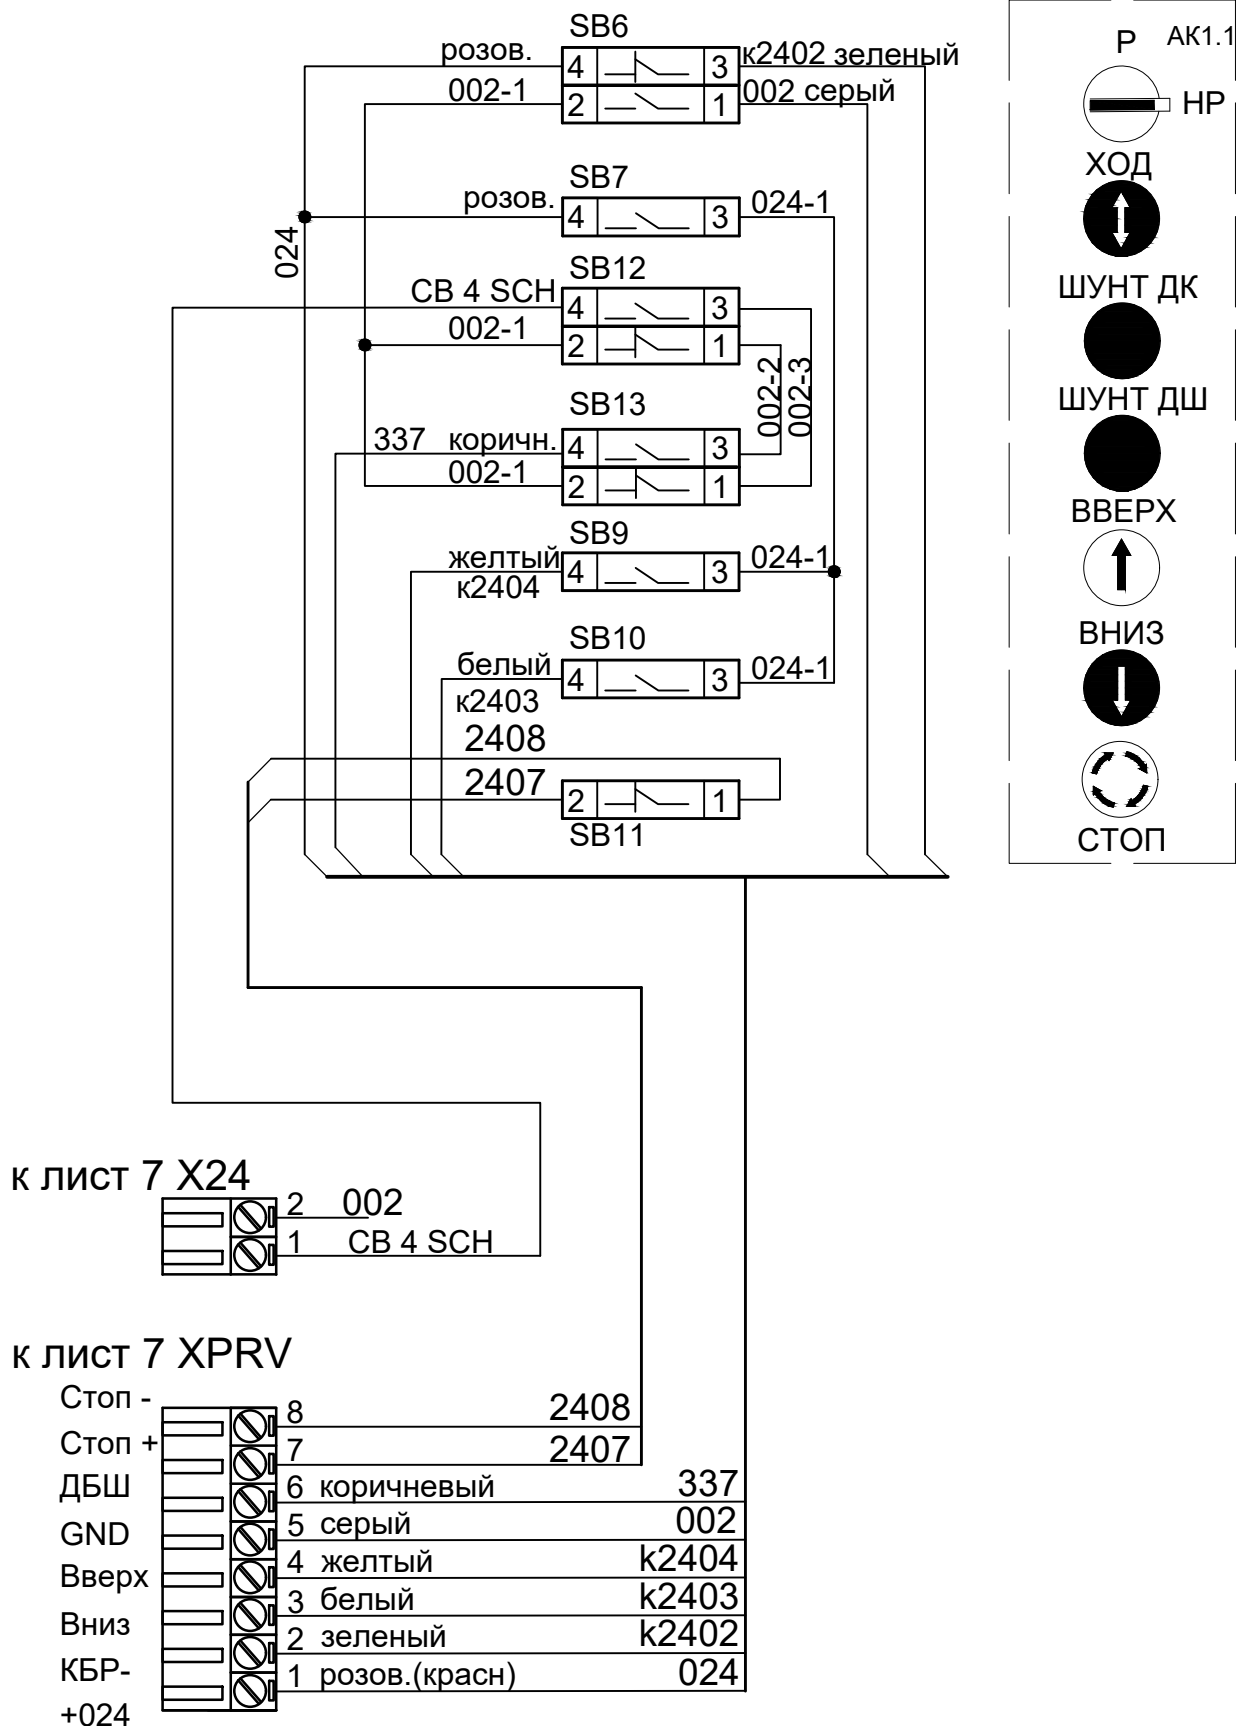 SB6
розов. 4 3 к2402 зеленый
002-1 2 1 002 серый
SB7
розов. 4 3 024-1
024
SB12
СВ 4 SCH 4 3
002-1 2 1
002-2
002-3
SB13
337 коричн. 4 3
002-1 2 1
SB9
желтый 4 3 024-1
к2404
SB10
белый 4 3 024-1
к2403
2408
2407 2 1
SB11
Р АК1.1
НР
ХОД
ШУНТ ДК
ШУНТ ДШ
ВВЕРХ
ВНИЗ
СТОП
к лист 7 X24
2 002
1 СВ 4 SCH
к лист 7 XPRV
Стоп - 8 2408
Стоп + 7 2407
ДБШ 6 коричневый 337
GND 5 серый 002
Вверх 4 желтый k2404
Вниз 3 белый k2403
КБР- 2 зеленый k2402
+024 1 розов.(красн) 024